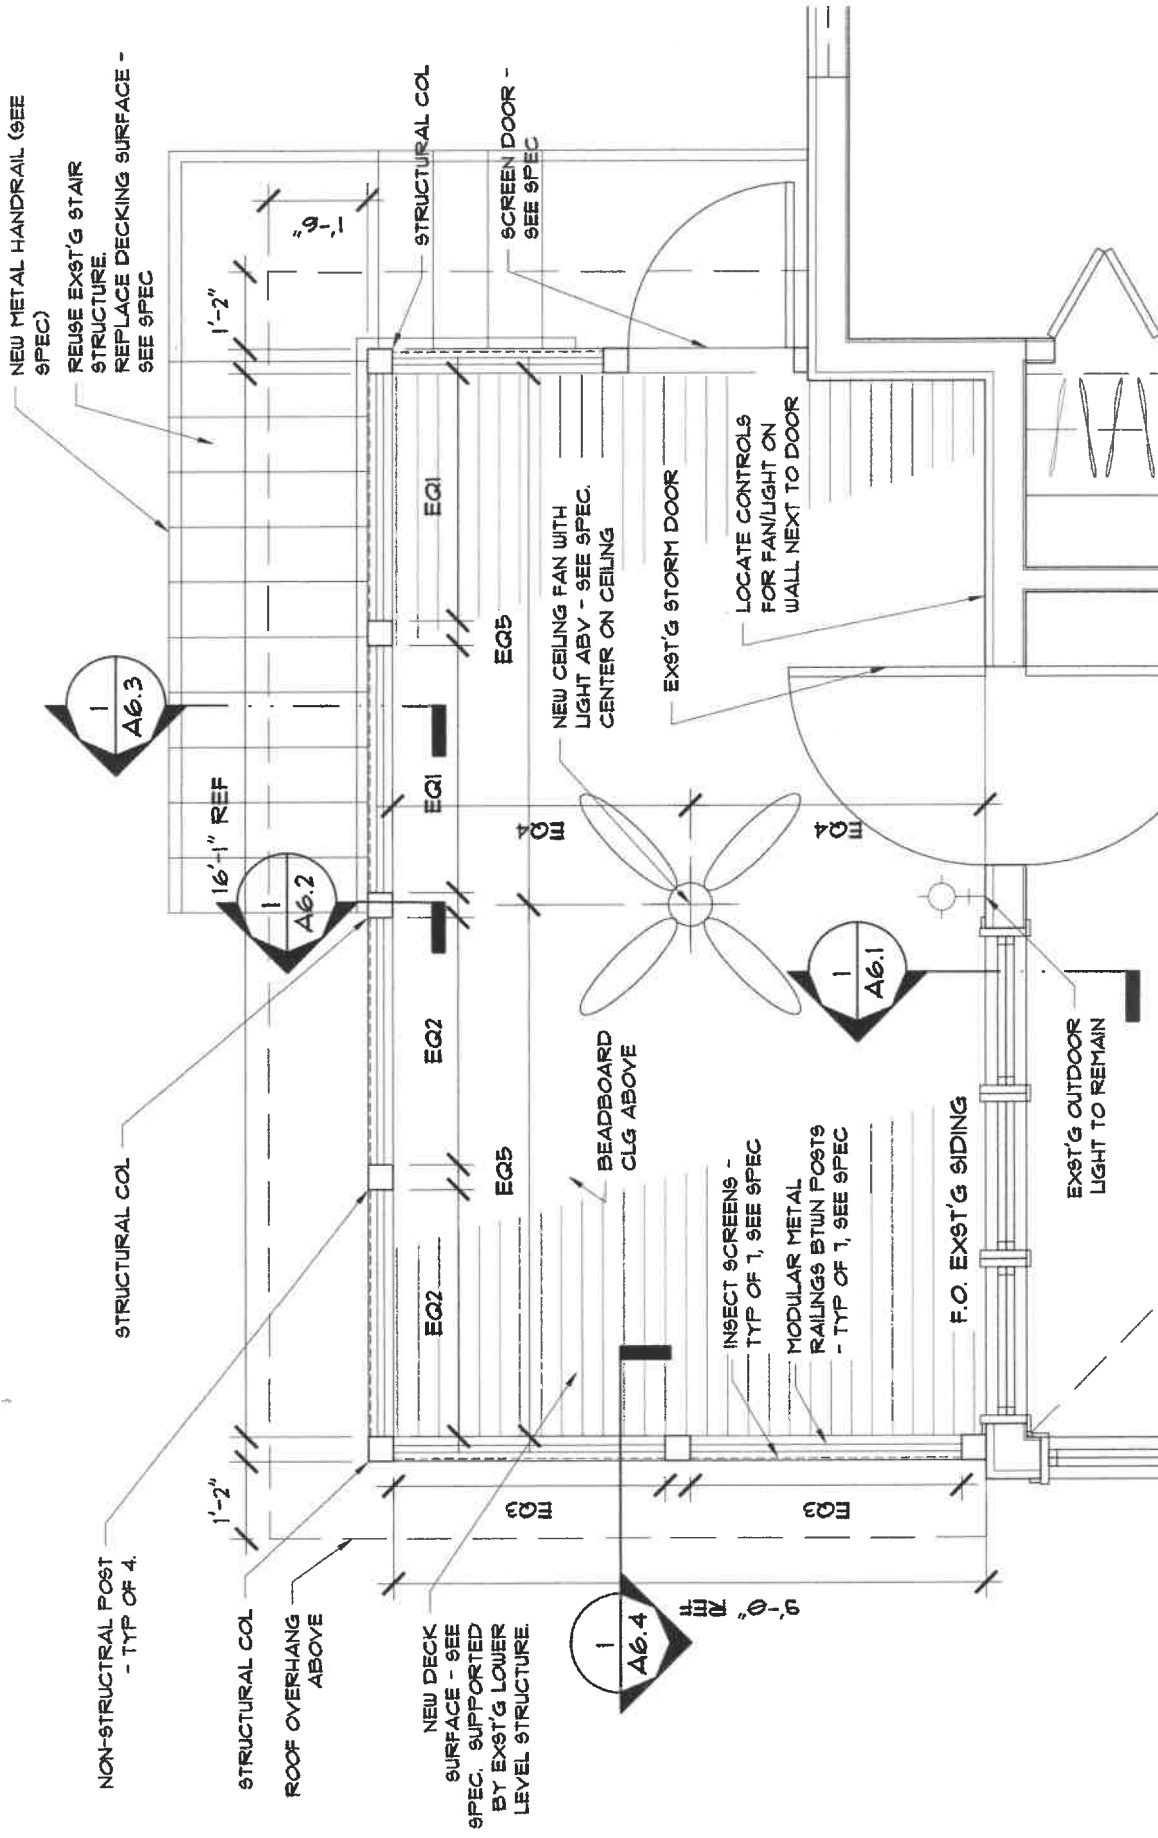 NEW METAL HANDRAIL (SEE
SPEC)
REUSE EXST'G STAIR
STRUCTURE.
REPLACE DECKING SURFACE -
SEE SPEC
STRUCTURAL COL
SCREEN DOOR -
SEE SPEC
1'-6"
1'-2"
16'-1" REF
1'-2"
1
A6.3
1
A6.2
STRUCTURAL COL
NON-STRUCTRAL POST
- TYP OF 4.
STRUCTURAL COL
ROOF OVERHANG
ABOVE
NEW DECK
SURFACE - SEE
SPEC, SUPPORTED
BY EXST'G LOWER
LEVEL STRUCTURE.
EQ2
EQ2
EQ1
EQ1
EQ5
EQ5
NEW CEILING FAN WITH
LIGHT ABV - SEE SPEC.
CENTER ON CEILING
EXST'G STORM DOOR
LOCATE CONTROLS
FOR FAN/LIGHT ON
WALL NEXT TO DOOR
EQ
4
EQ
4
BEADBOARD
CLG ABOVE
INSECT SCREENS -
TYP OF 7, SEE SPEC
MODULAR METAL
RAILINGS BTWN POSTS
- TYP OF 7, SEE SPEC
F.O. EXST'G SIDING
EQ3
EQ3
9'-0"
REF
1
A6.4
1
A6.1
EXST'G OUTDOOR
LIGHT TO REMAIN